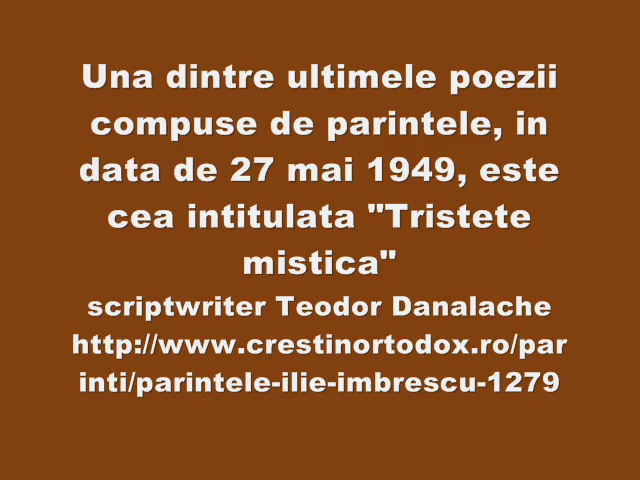 Una dintre ultimele poezii
compuse de parintele, in
data de 27 mai 1949, este
cea intitulata "Tristete
mistica"
scriptwriter Teodor Danalache
http://www.crestinortodox.ro/par
inti/parintele-ilie-imbrescu-1279